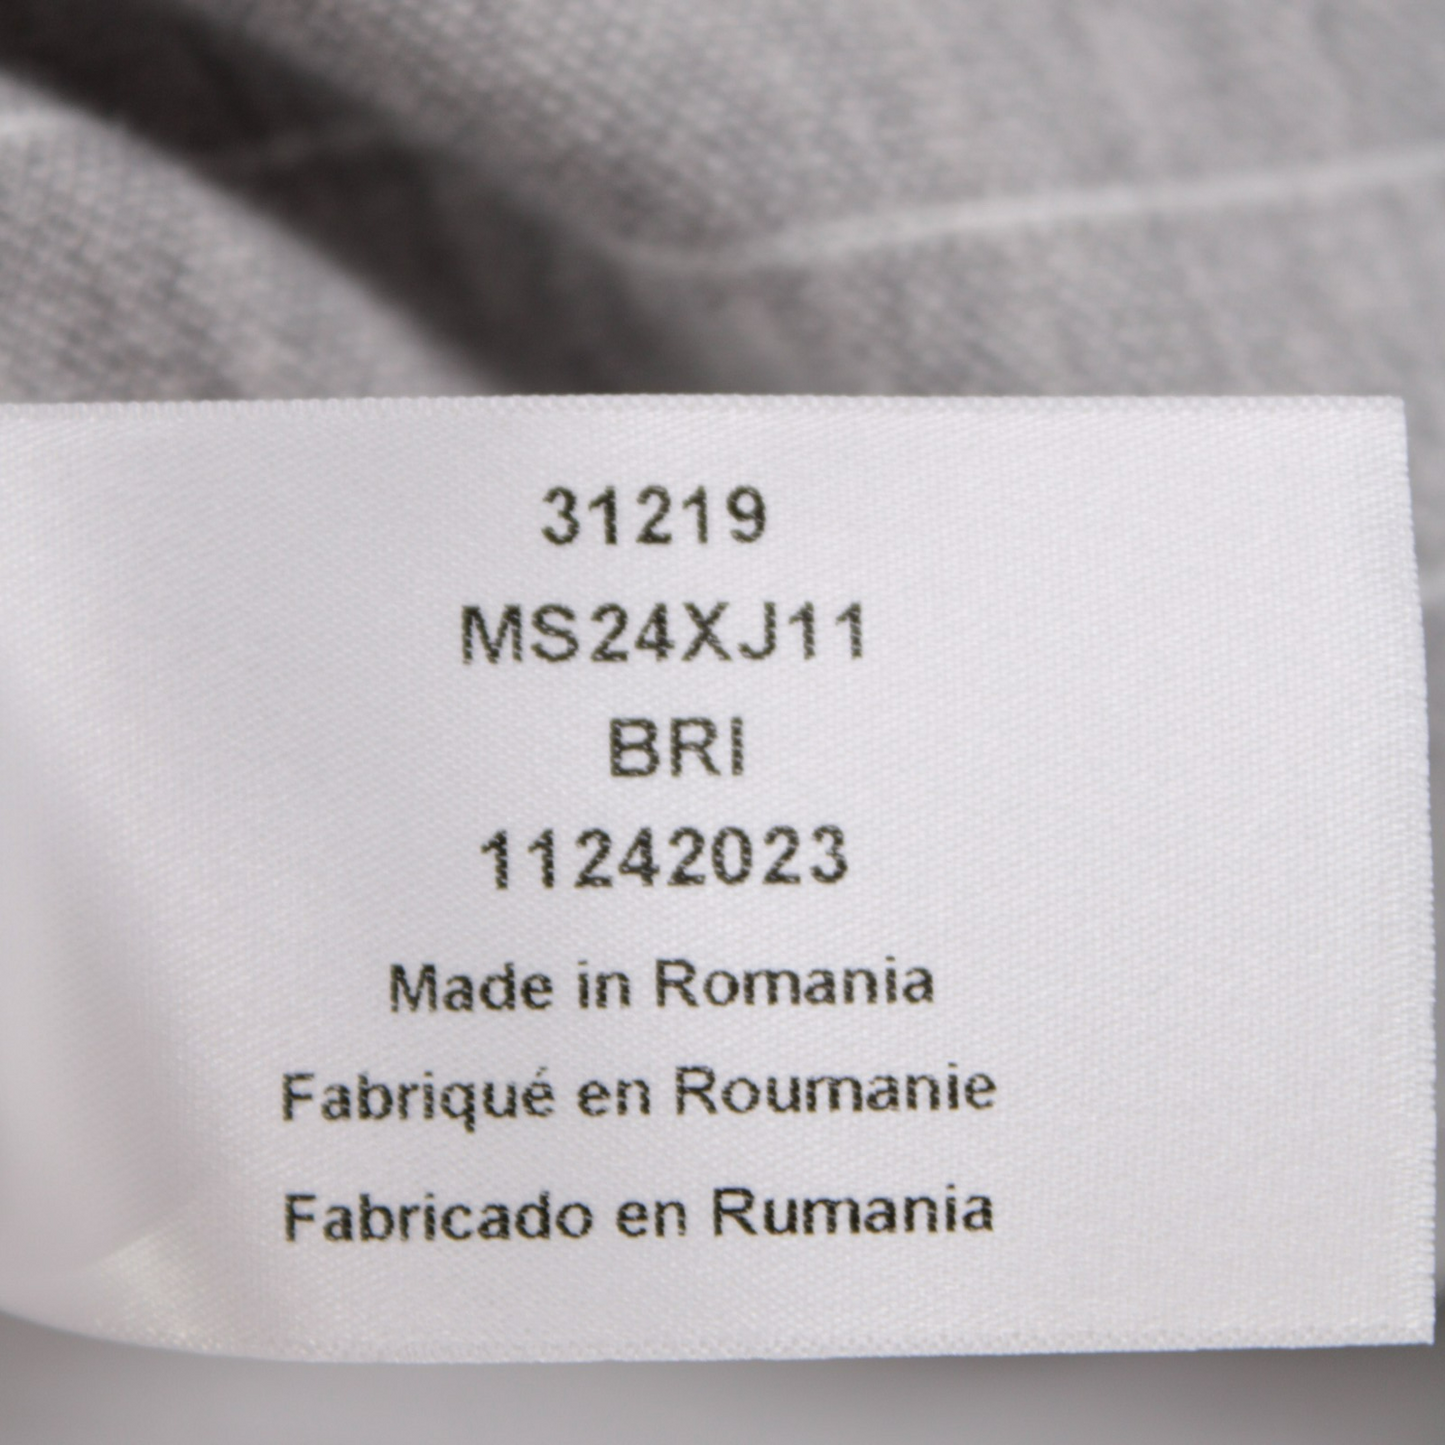 31219
MS24XJ11
BRI
11242023
Made in Romania
Fabriqué en Roumanie
Fabricado en Rumania